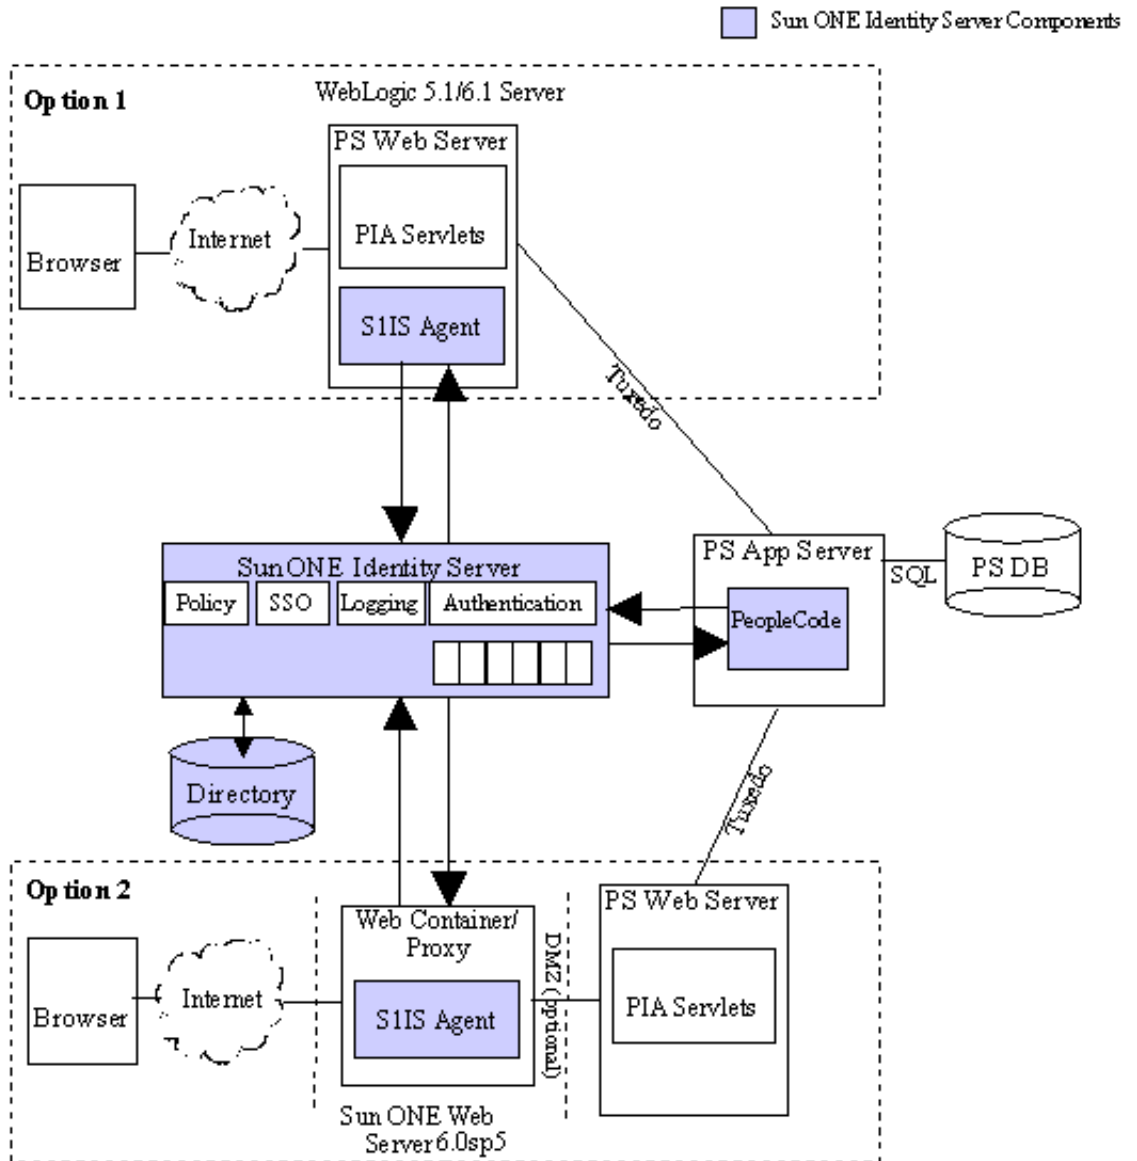 Sun ONE Identity Server Components
Option 1
WebLogic 5.1/6.1 Server
PS Web Server
PIA Servlets
Internet
Browser
S1IS Agent
Tuxedo
Sun ONE Identity Server
Policy
SSO
Logging
Authentication
PS App Server
PeopleCode
SQL
PS DB
Directory
Tuxedo
Option 2
Web Container/
Proxy
S1IS Agent
Internet
Browser
DMZ (optional)
PS Web Server
PIA Servlets
Sun ONE Web
Server 6.0sp5